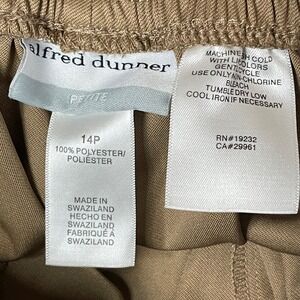 alfred dunner
PETITE
14P
100% POLYESTER/
POLIÉSTER
MADE IN
SWAZILAND
HECHO EN
SWAZILAND
FABRIQUÉ À
SWAZILAND
MACHINE WASH COLD
WITH LIKE COLORS
GENTLE CYCLE
USE ONLY NON-CHLORINE
BLEACH
TUMBLE DRY LOW
COOL IRON IF NECESSARY
RN#19232
CA#29961